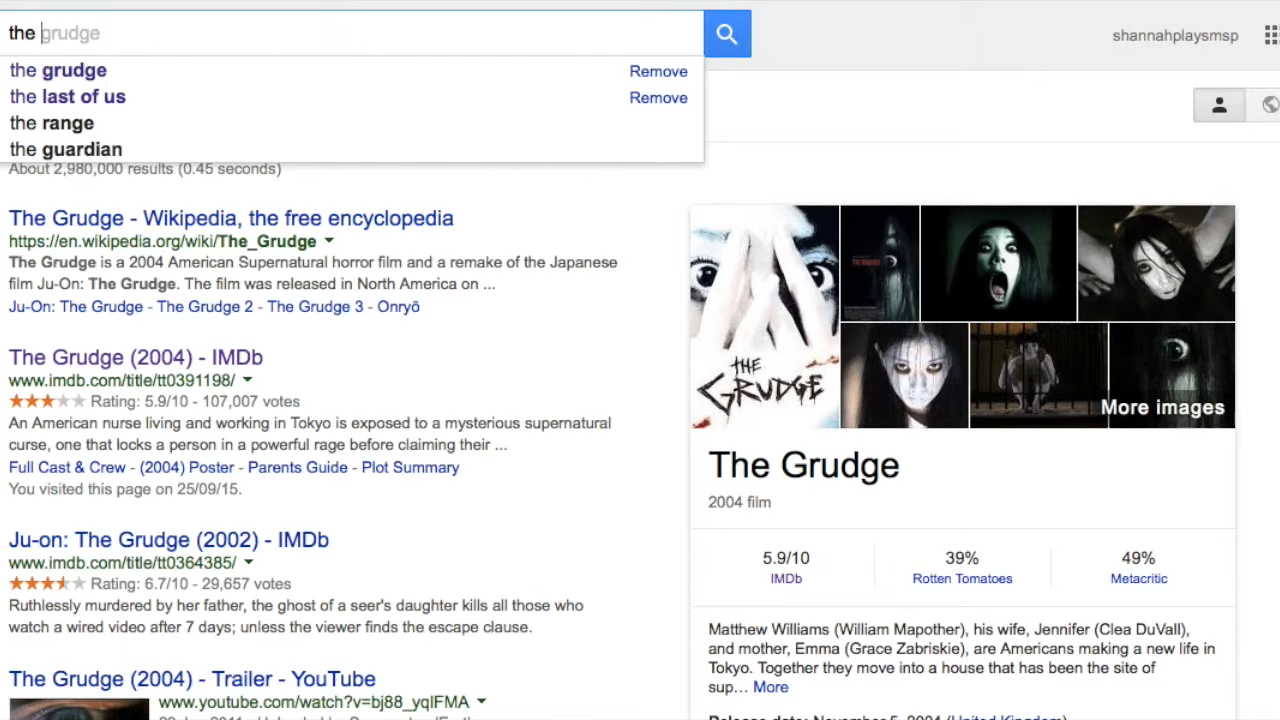 the grudge
shannahplaysmsp
the grudge Remove
the last of us Remove
the range
the guardian
About 2,980,000 results (0.45 seconds)
The Grudge - Wikipedia, the free encyclopedia
https://en.wikipedia.org/wiki/The_Grudge
The Grudge is a 2004 American Supernatural horror film and a remake of the Japanese
film Ju-On: The Grudge. The film was released in North America on ...
Ju-On: The Grudge - The Grudge 2 - The Grudge 3 - Onryō
The Grudge (2004) - IMDb
www.imdb.com/title/tt0391198/
Rating: 5.9/10 - 107,007 votes
An American nurse living and working in Tokyo is exposed to a mysterious supernatural
curse, one that locks a person in a powerful rage before claiming their ...
Full Cast & Crew - (2004) Poster - Parents Guide - Plot Summary
You visited this page on 25/09/15.
Ju-on: The Grudge (2002) - IMDb
www.imdb.com/title/tt0364385/
Rating: 6.7/10 - 29,657 votes
Ruthlessly murdered by her father, the ghost of a seer's daughter kills all those who
watch a wired video after 7 days; unless the viewer finds the escape clause.
The Grudge (2004) - Trailer - YouTube
www.youtube.com/watch?v=bj88_yqlFMA
THE
GRUDGE
More images
The Grudge
2004 film
5.9/10 39% 49%
IMDb Rotten Tomatoes Metacritic
Matthew Williams (William Mapother), his wife, Jennifer (Clea DuVall),
and mother, Emma (Grace Zabriskie), are Americans making a new life in
Tokyo. Together they move into a house that has been the site of
sup... More
Release date: November 5, 2004 (United Kingdom)